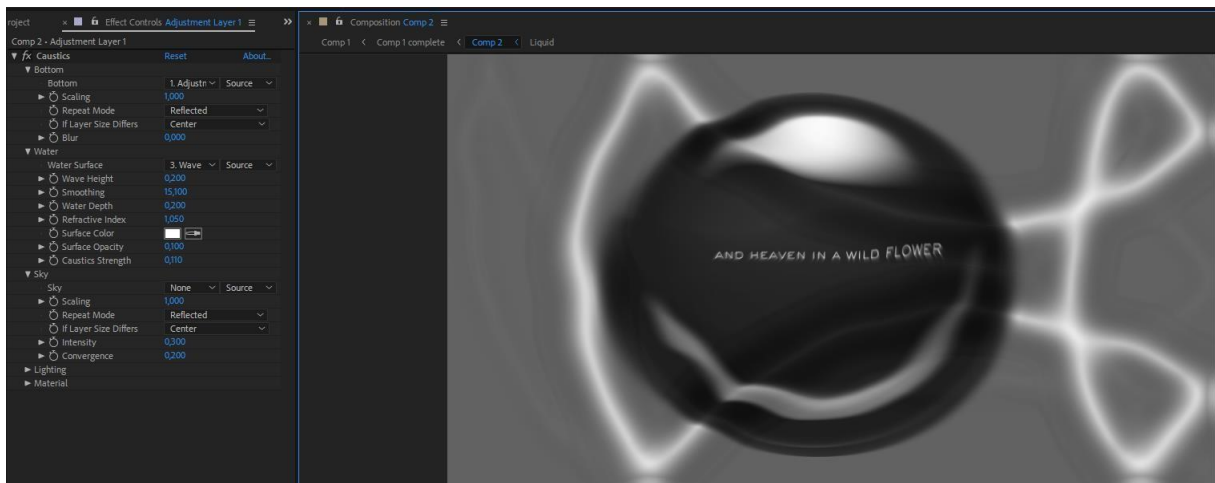 roject × Effect Controls Adjustment Layer 1 ≡ »
Comp 2 • Adjustment Layer 1
fx Caustics Reset About...
Bottom
Bottom 1. Adjustn Source
Scaling 1,000
Repeat Mode Reflected
If Layer Size Differs Center
Blur 0,000
Water
Water Surface 3. Wave Source
Wave Height 0,200
Smoothing 15,100
Water Depth 0,200
Refractive Index 1,050
Surface Color
Surface Opacity 0,100
Caustics Strength 0,110
Sky
Sky None Source
Scaling 1,000
Repeat Mode Reflected
If Layer Size Differs Center
Intensity 0,300
Convergence 0,200
Lighting
Material
× Composition Comp 2 ≡
Comp 1 < Comp 1 complete < Comp 2 < Liquid
AND HEAVEN IN A WILD FLOWER